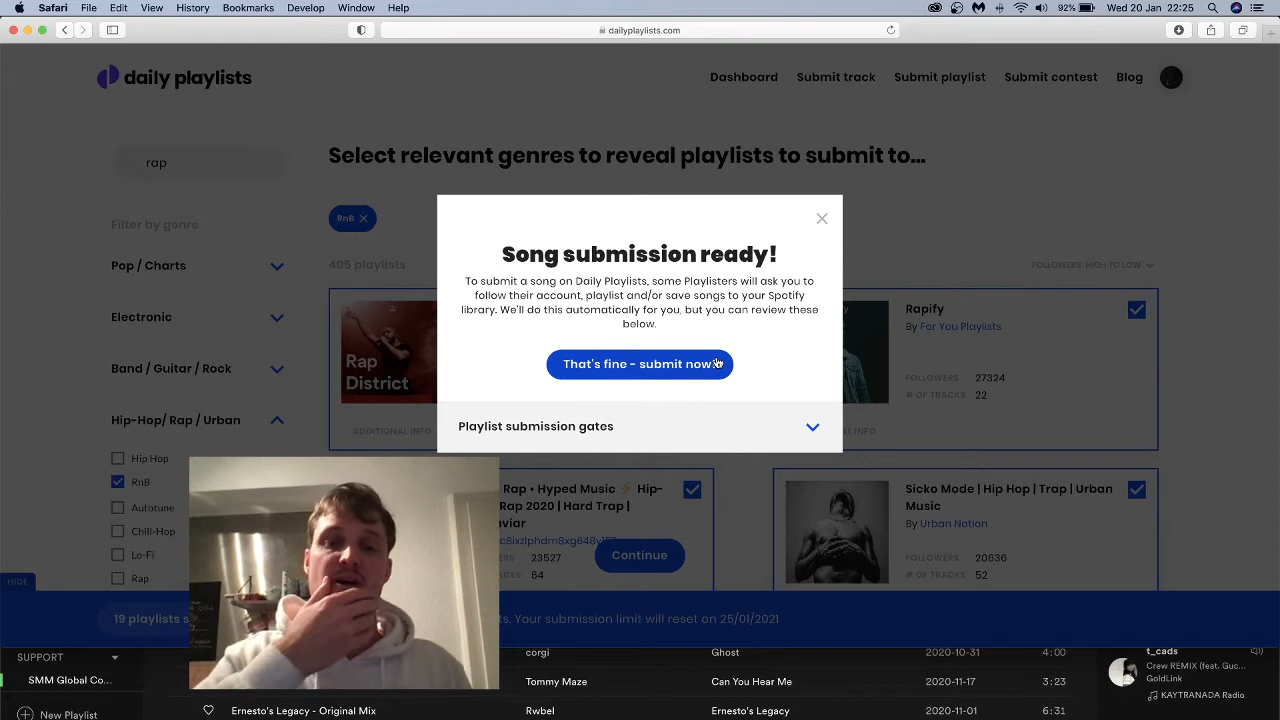 Safari File Edit View History Bookmarks Develop Window Help 92% Wed 20 Jan 22:25
dailyplaylists.com
daily playlists
Dashboard Submit track Submit playlist Submit contest Blog
rap
Select relevant genres to reveal playlists to submit to...
Filter by genre
RnB
405 playlists
FOLLOWERS: HIGH TO LOW
Pop / Charts
Electronic
Band / Guitar / Rock
Hip-Hop/ Rap / Urban
Hip Hop
RnB
Autotune
Chill-Hop
Lo-Fi
Rap
Rap
District
ADDITIONAL INFO
Song submission ready!
To submit a song on Daily Playlists, some Playlisters will ask you to
follow their account, playlist and/or save songs to your Spotify
library. We'll do this automatically for you, but you can review these
below.
That's fine - submit now!
Playlist submission gates
Rapify
By For You Playlists
FOLLOWERS 27324
# OF TRACKS 22
INFO
Rap • Hyped Music ⚡ Hip-
Rap 2020 | Hard Trap |
23527
64
Continue
Sicko Mode | Hip Hop | Trap | Urban
Music
By Urban Nation
FOLLOWERS 20636
# OF TRACKS 52
HIDE
19 playlists
Your submission limit will reset on 25/01/2021
SUPPORT
SMM Global Co...
New Playlist
corgi Ghost 2020-10-31 4:00
Tommy Maze Can You Hear Me 2020-11-17 3:23
Ernesto's Legacy - Original Mix Rwbel Ernesto's Legacy 2020-11-01 6:31
t_cads
Crew REMIX (feat. Guc...
GoldLink
KAYTRANADA Radio